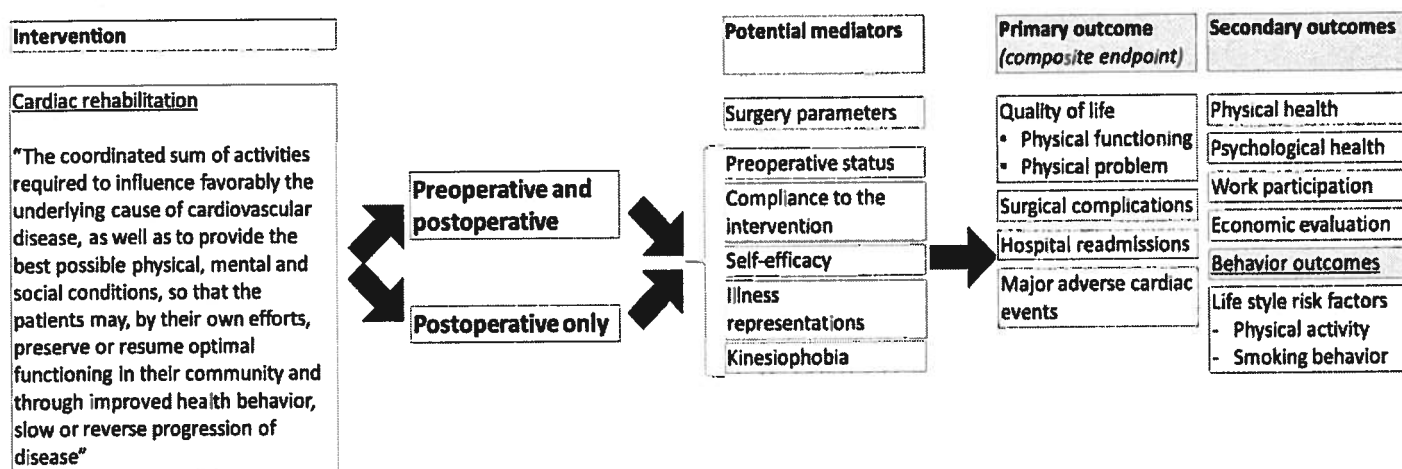 Intervention
Cardiac rehabilitation
"The coordinated sum of activities
required to influence favorably the
underlying cause of cardiovascular
disease, as well as to provide the
best possible physical, mental and
social conditions, so that the
patients may, by their own efforts,
preserve or resume optimal
functioning in their community and
through improved health behavior,
slow or reverse progression of
disease"
Preoperative and
postoperative
Postoperative only
Potential mediators
Surgery parameters
Preoperative status
Compliance to the
intervention
Self-efficacy
Illness
representations
Kinesiophobia
Primary outcome
(composite endpoint)
Quality of life
• Physical functioning
• Physical problem
Surgical complications
Hospital readmissions
Major adverse cardiac
events
Secondary outcomes
Physical health
Psychological health
Work participation
Economic evaluation
Behavior outcomes
Life style risk factors
- Physical activity
- Smoking behavior